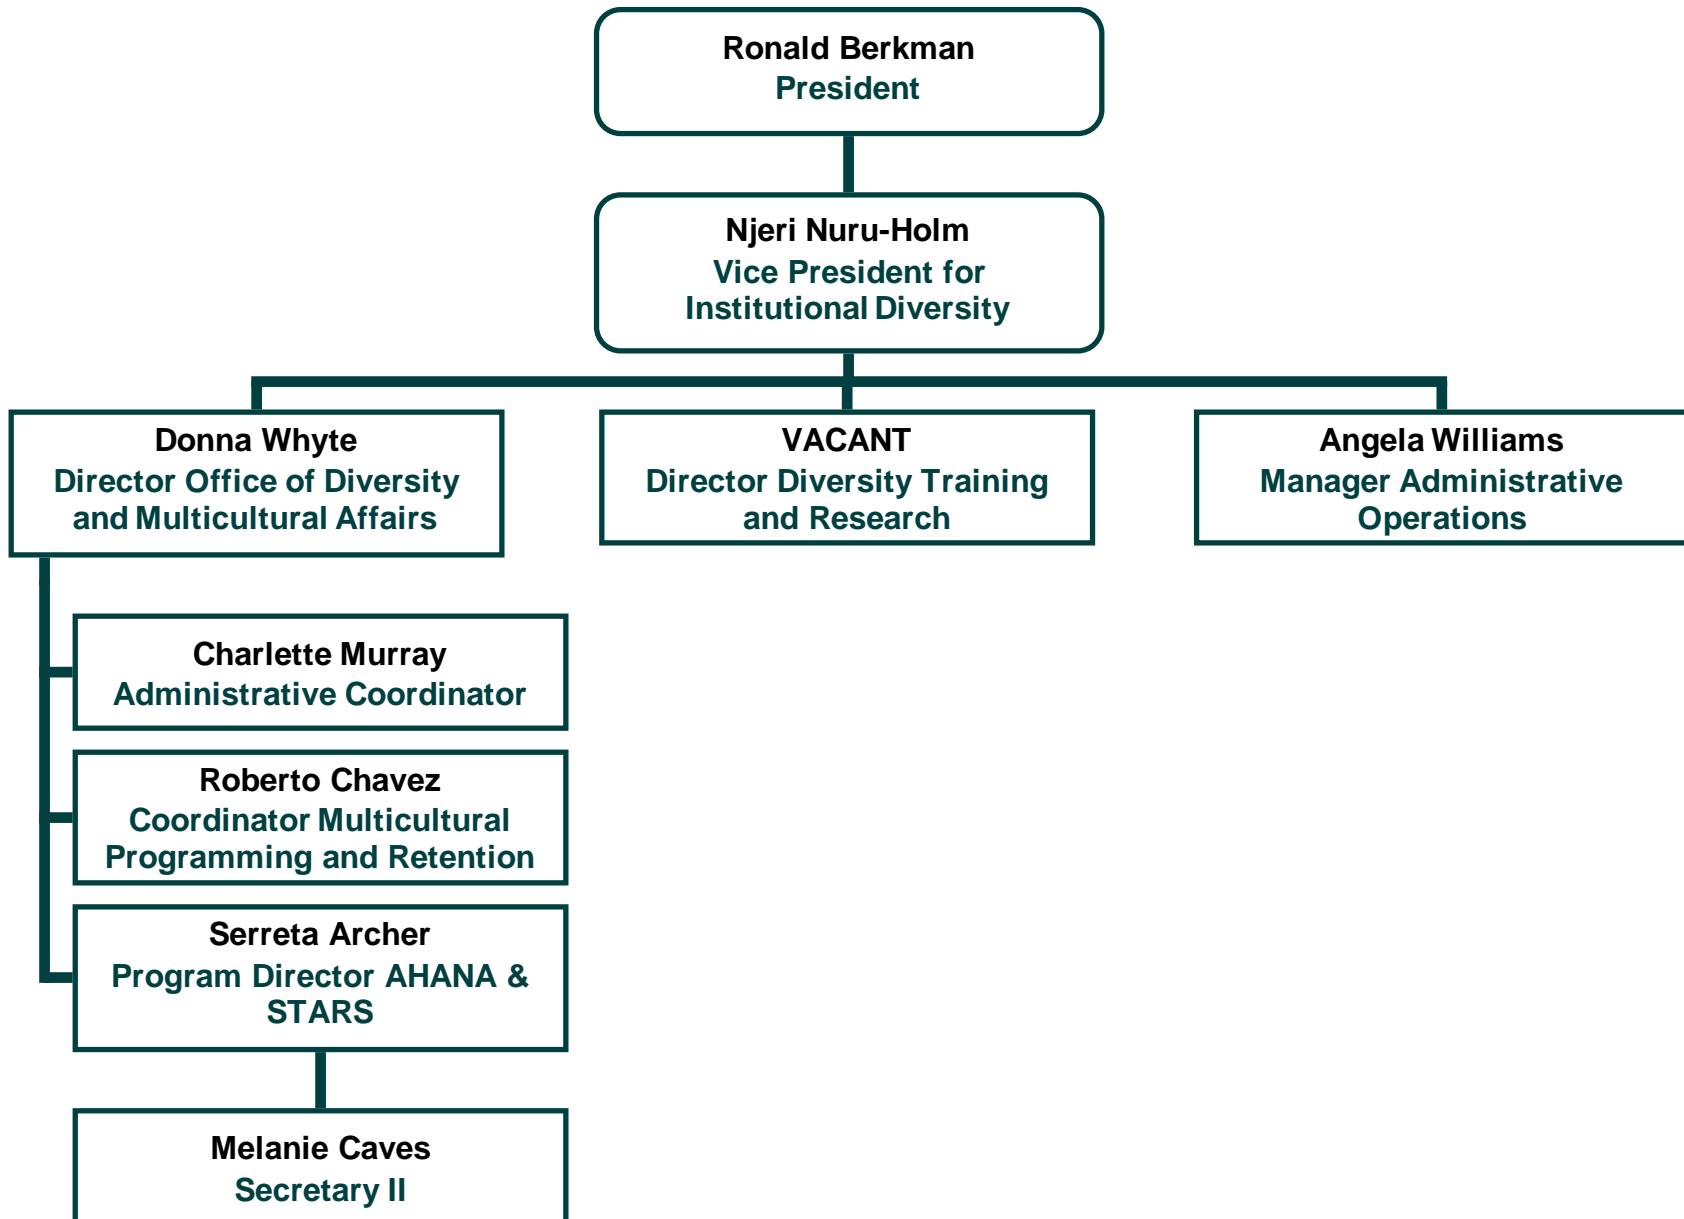 Ronald Berkman
President
Njeri Nuru-Holm
Vice President for
Institutional Diversity
Donna Whyte
Director Office of Diversity
and Multicultural Affairs
VACANT
Director Diversity Training
and Research
Angela Williams
Manager Administrative
Operations
Charlette Murray
Administrative Coordinator
Roberto Chavez
Coordinator Multicultural
Programming and Retention
Serreta Archer
Program Director AHANA &
STARS
Melanie Caves
Secretary II